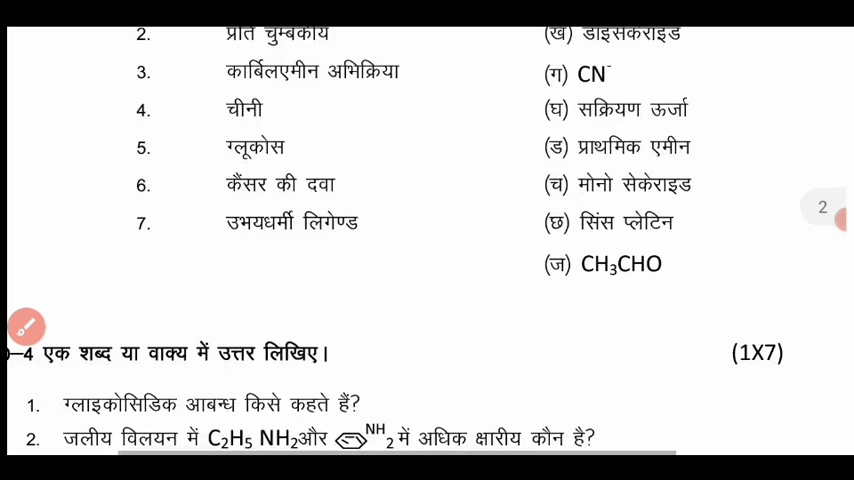 2. प्रति चुम्बकीय (ख) डाइसेकेराइड
3. कार्बिलएमीन अभिक्रिया (ग) CN⁻
4. चीनी (घ) सक्रियण ऊर्जा
5. ग्लूकोस (ड) प्राथमिक एमीन
6. कैंसर की दवा (च) मोनो सेकेराइड
7. उभयधर्मी लिगेण्ड (छ) सिंस प्लेटिन
2
(ज) CH₃CHO
–4 एक शब्द या वाक्य में उत्तर लिखिए। (1X7)
1. ग्लाइकोसिडिक आबन्ध किसे कहते हैं?
2. जलीय विलयन में C₂H₅ NH₂और NH₂ में अधिक क्षारीय कौन है?